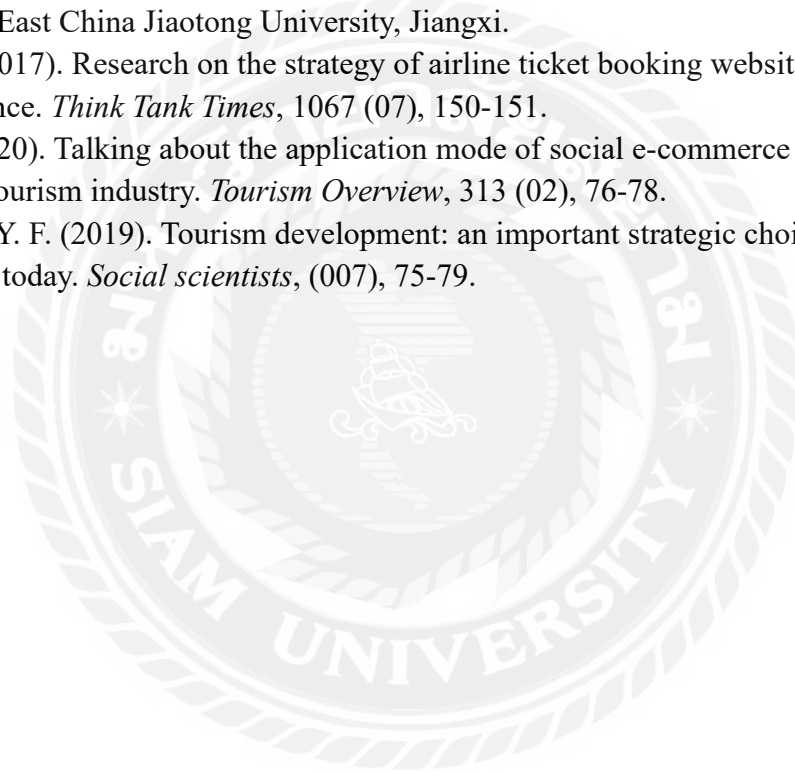 East China Jiaotong University, Jiangxi.
017). Research on the strategy of airline ticket booking websit
nce. Think Tank Times, 1067 (07), 150-151.
20). Talking about the application mode of social e-commerce
ourism industry. Tourism Overview, 313 (02), 76-78.
Y. F. (2019). Tourism development: an important strategic choi
today. Social scientists, (007), 75-79.
SIAM UNIVERSITY